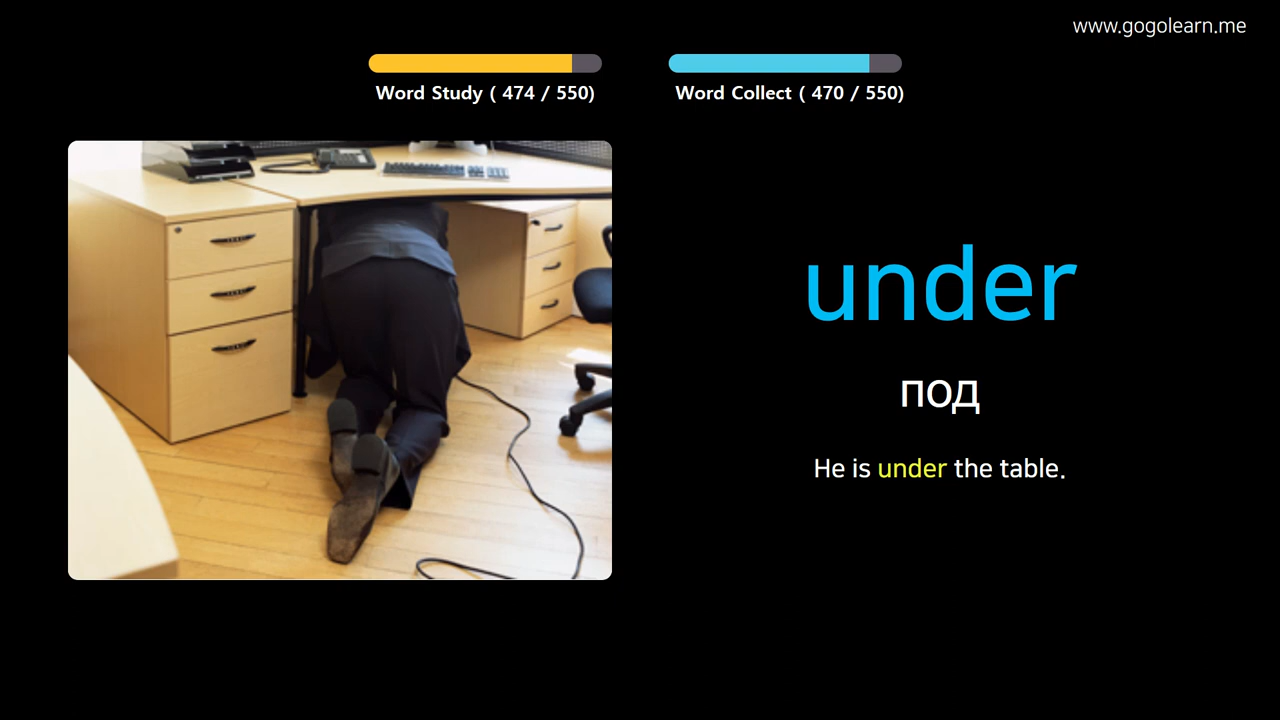 www.gogolearn.me
Word Study ( 474 / 550)
Word Collect ( 470 / 550)
under
под
He is under the table.